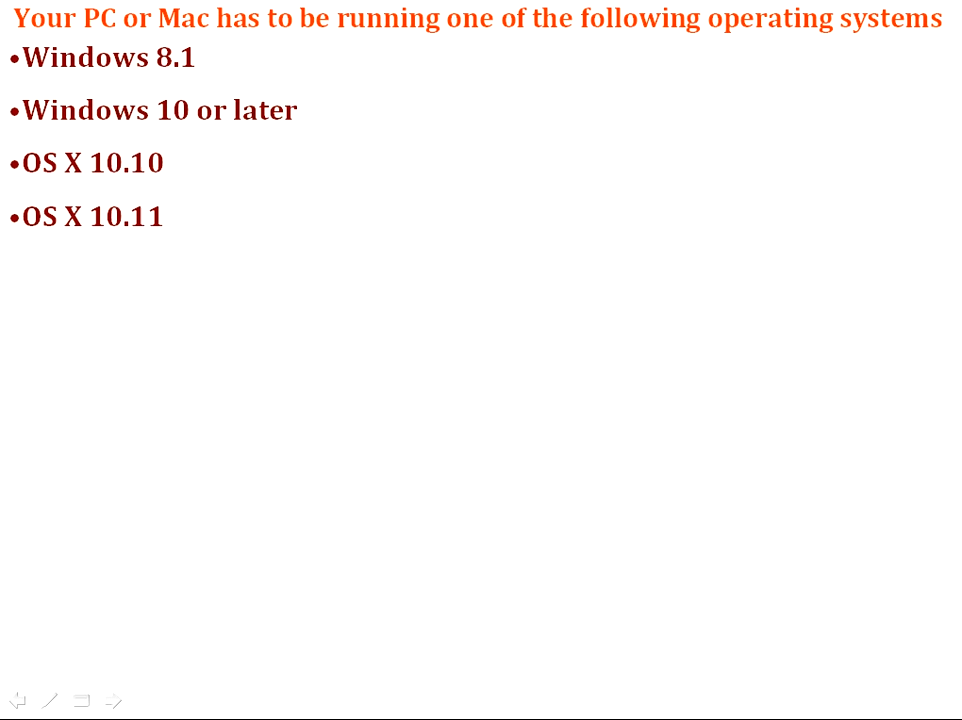 Your PC or Mac has to be running one of the following operating systems
•Windows 8.1
•Windows 10 or later
•OS X 10.10
•OS X 10.11